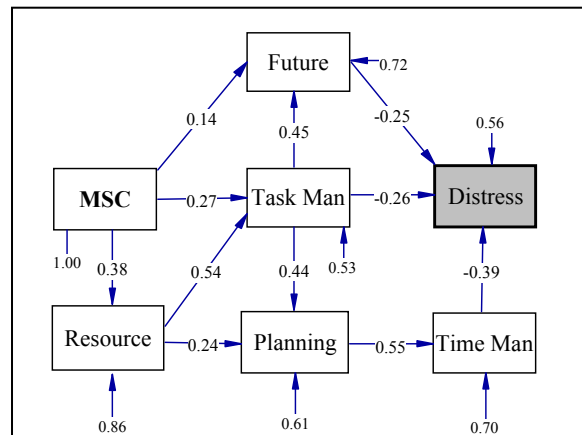 Future
0.72
0.14
0.45
-0.25
0.56
MSC
0.27
Task Man
-0.26
Distress
1.00
0.38
0.54
0.44
0.53
-0.39
Resource
0.24
Planning
0.55
Time Man
0.86
0.61
0.70